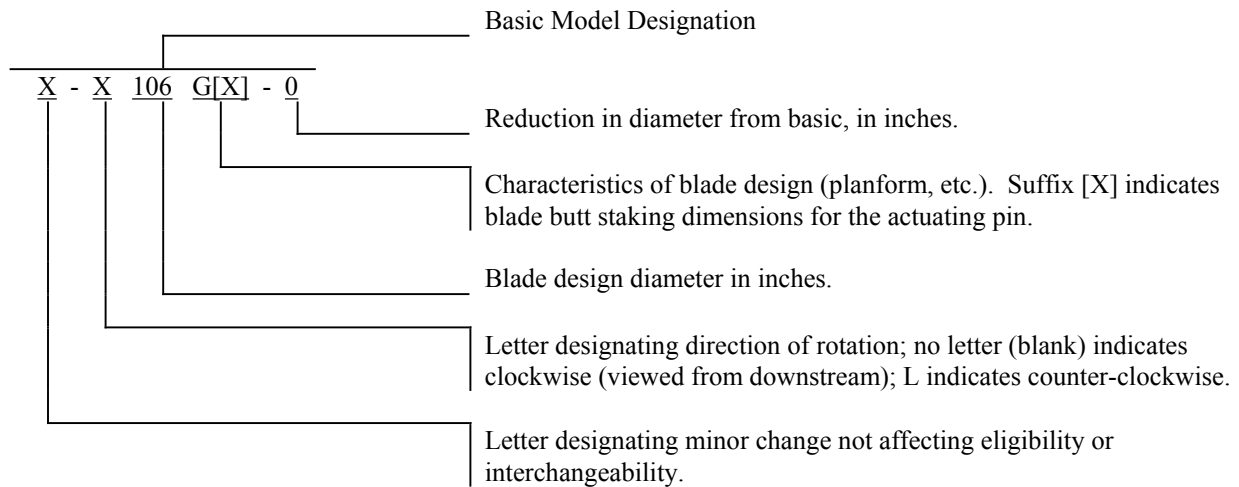 Basic Model Designation
X - X 106 G[X] - 0
Reduction in diameter from basic, in inches.
Characteristics of blade design (planform, etc.). Suffix [X] indicates
blade butt staking dimensions for the actuating pin.
Blade design diameter in inches.
Letter designating direction of rotation; no letter (blank) indicates
clockwise (viewed from downstream); L indicates counter-clockwise.
Letter designating minor change not affecting eligibility or
interchangeability.